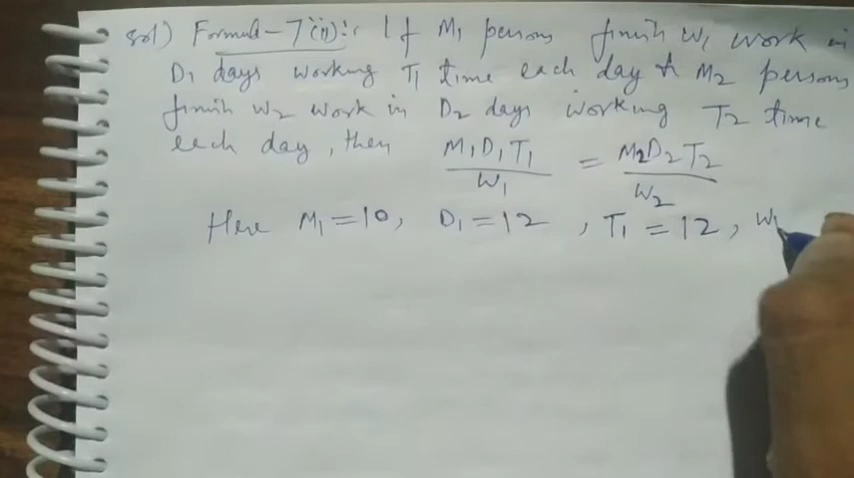 Sol) Formul-7(ii): If M₁ persons finish W₁ work in
D₁ days working T₁ time each day & M₂ persons
finish W₂ work in D₂ days working T₂ time
each day, then M₁D₁T₁/W₁ = M₂D₂T₂/W₂
Here M₁=10, D₁=12, T₁=12, W₁